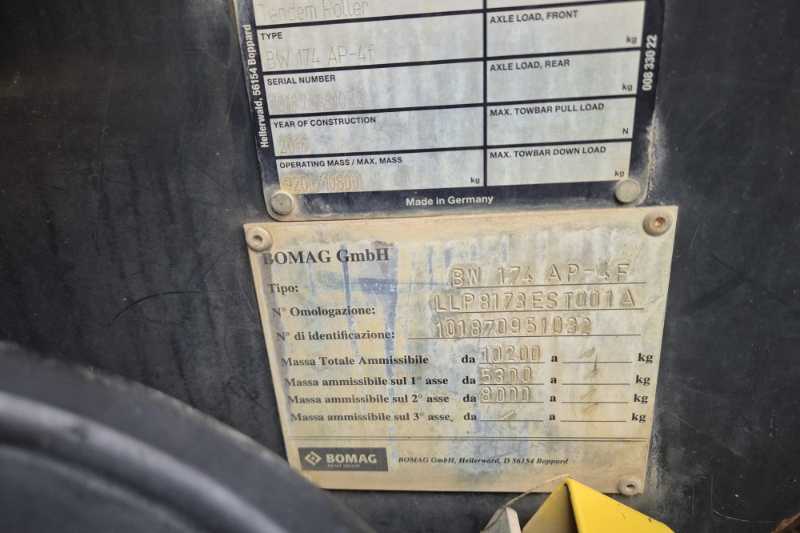 Tandem Roller
AXLE LOAD, FRONT
kg
TYPE
BW 174 AP-4f
AXLE LOAD, REAR
kg
SERIAL NUMBER
MAX. TOWBAR PULL LOAD
N
YEAR OF CONSTRUCTION
MAX. TOWBAR DOWN LOAD
OPERATING MASS / MAX. MASS
kg
Made in Germany
Hellerwald, 56154 Boppard
008 330 22
BOMAG GmbH
Tipo: BW 174 AP-4F
N° Omologazione: LLP8173EST001A
N° di identificazione:
Massa Totale Ammissibile da 10200 a kg
Massa ammissibile sul 1° asse da 5300 a kg
Massa ammissibile sul 2° asse da 8000 a kg
Massa ammissibile sul 3° asse da a kg
BOMAG
BOMAG GmbH, Hellerward, D 56154 Boppard